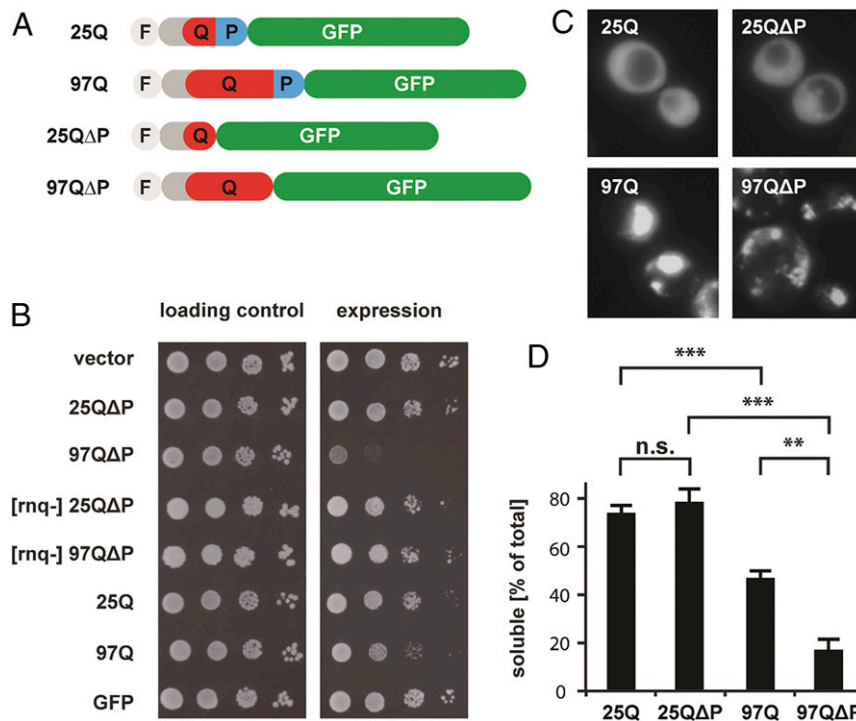 A
25Q F Q P GFP
97Q F Q P GFP
25QΔP F Q GFP
97QΔP F Q GFP
B
loading control expression
vector
25QΔP
97QΔP
[rnq-] 25QΔP
[rnq-] 97QΔP
25Q
97Q
GFP
C
25Q 25QΔP
97Q 97QΔP
D
***
***
n.s. **
soluble [% of total]
80
60
40
20
0
25Q 25QΔP 97Q 97QΔP